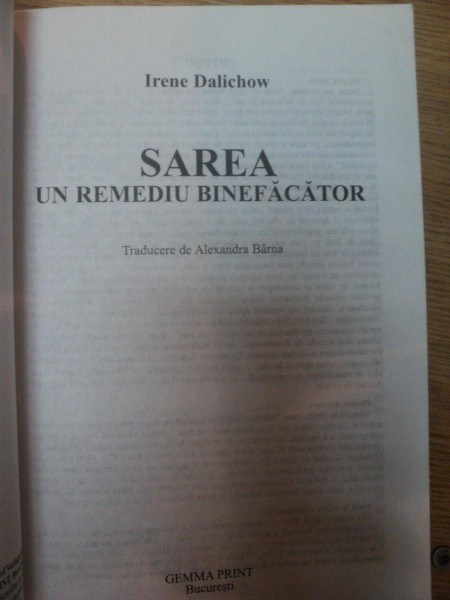 Irene Dalichow
SAREA
UN REMEDIU BINEFĂCĂTOR
Traducere de Alexandra Bârna
GEMMA PRINT
București